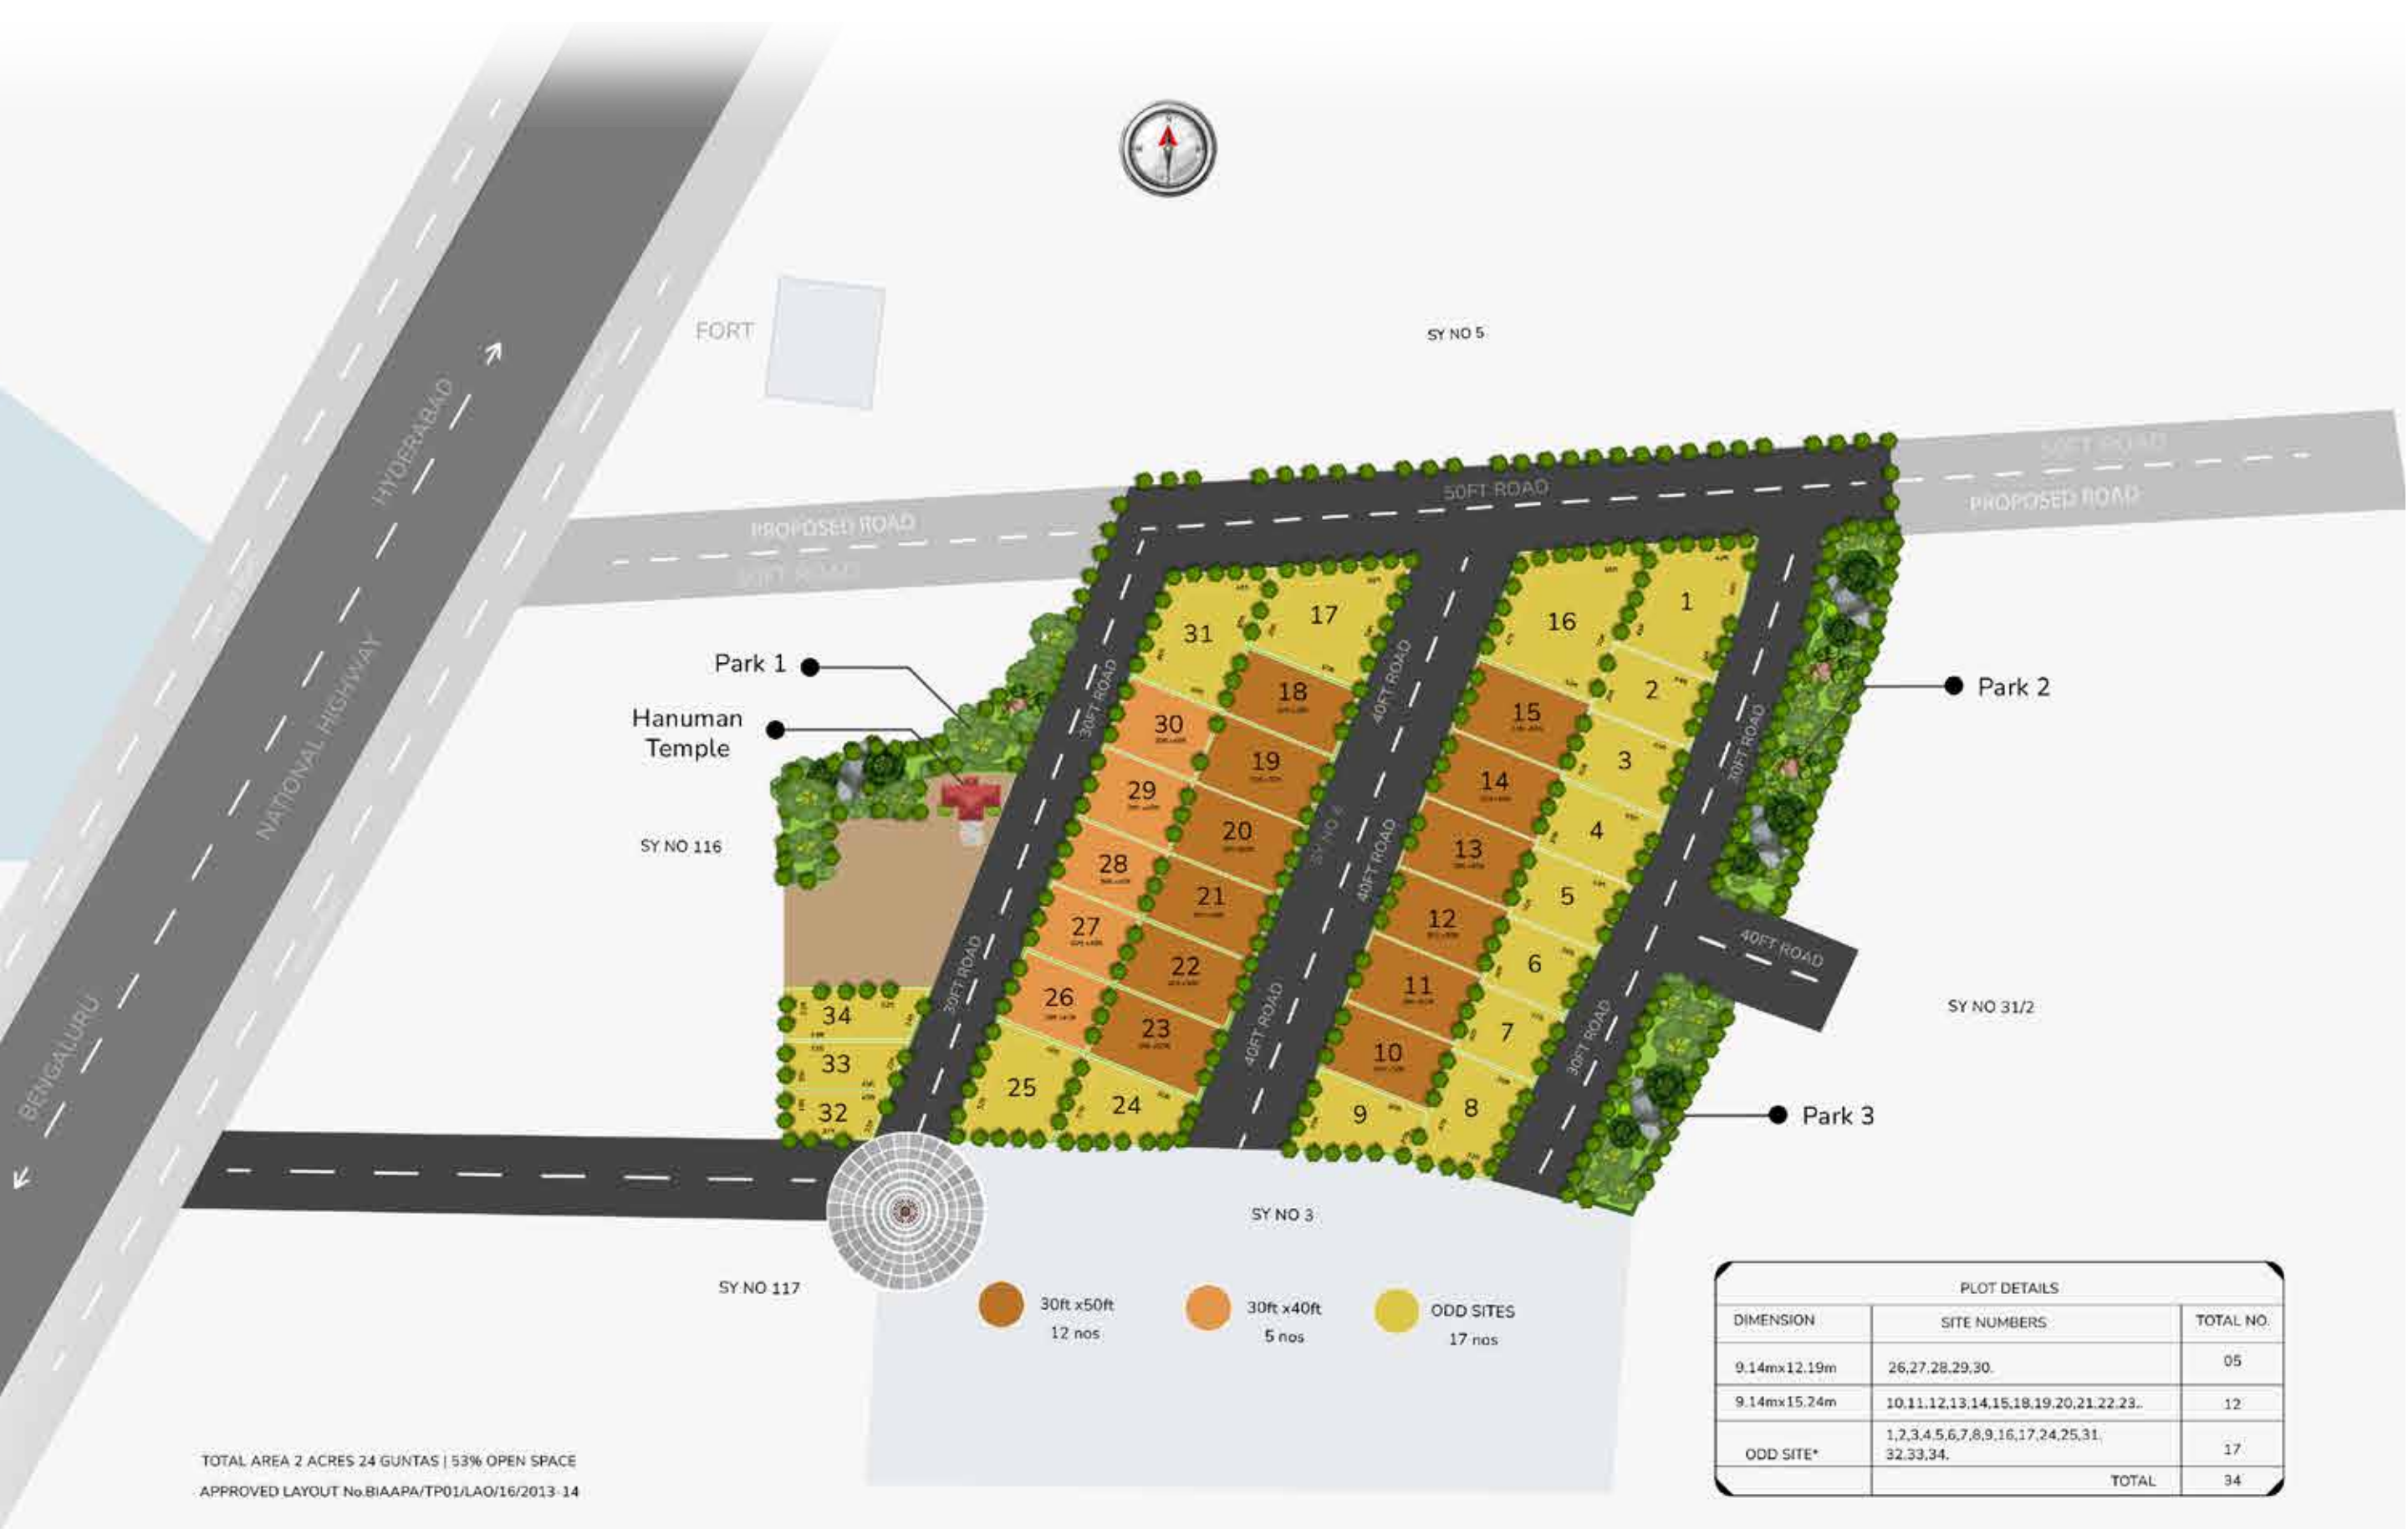 N
FORT
SY NO 5
HYDERABAD
NATIONAL HIGHWAY
BENGALURU
50FT ROAD
PROPOSED ROAD
50FT ROAD
PROPOSED ROAD
50FT ROAD
Park 1
Hanuman
Temple
Park 2
Park 3
SY NO 116
SY NO 31/2
SY NO 4
SY NO 3
SY NO 117
30FT ROAD
30FT ROAD
40FT ROAD
40FT ROAD
40FT ROAD
30FT ROAD
30FT ROAD
40FT ROAD
31
17
16
1
30
18
15
2
29
19
14
3
28
20
13
4
27
21
12
5
26
22
11
6
25
23
10
7
24
9
8
34
33
32
30ft x50ft
12 nos
30ft x40ft
5 nos
ODD SITES
17 nos
PLOT DETAILS
DIMENSION SITE NUMBERS TOTAL NO.
9.14mx12.19m 26,27,28,29,30. 05
9.14mx15.24m 10,11,12,13,14,15,18,19,20,21,22,23.. 12
ODD SITE* 1,2,3,4,5,6,7,8,9,16,17,24,25,31,
32,33,34. 17
TOTAL 34
TOTAL AREA 2 ACRES 24 GUNTAS | 53% OPEN SPACE
APPROVED LAYOUT No.BIAAPA/TP01/LAO/16/2013-14